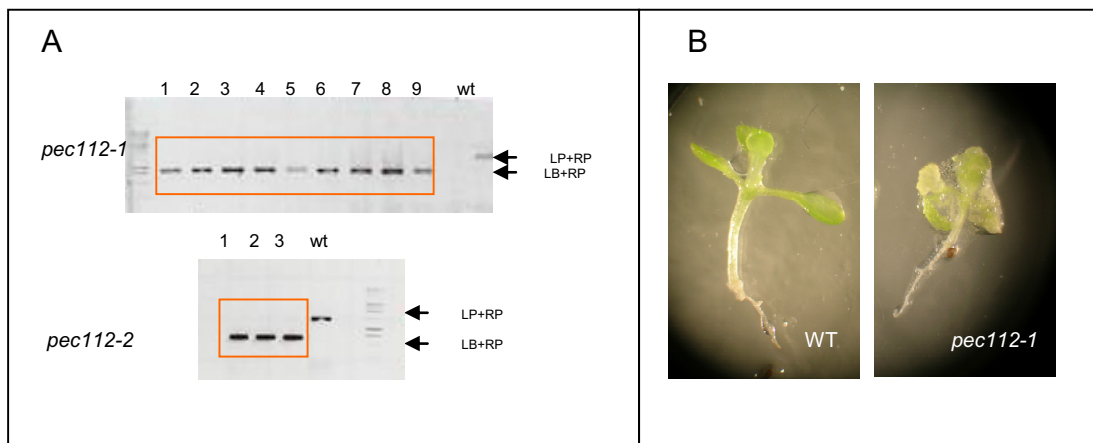 A
1 2 3 4 5 6 7 8 9 wt
pec112-1
LP+RP
LB+RP
1 2 3 wt
pec112-2
LP+RP
LB+RP
B
WT
pec112-1